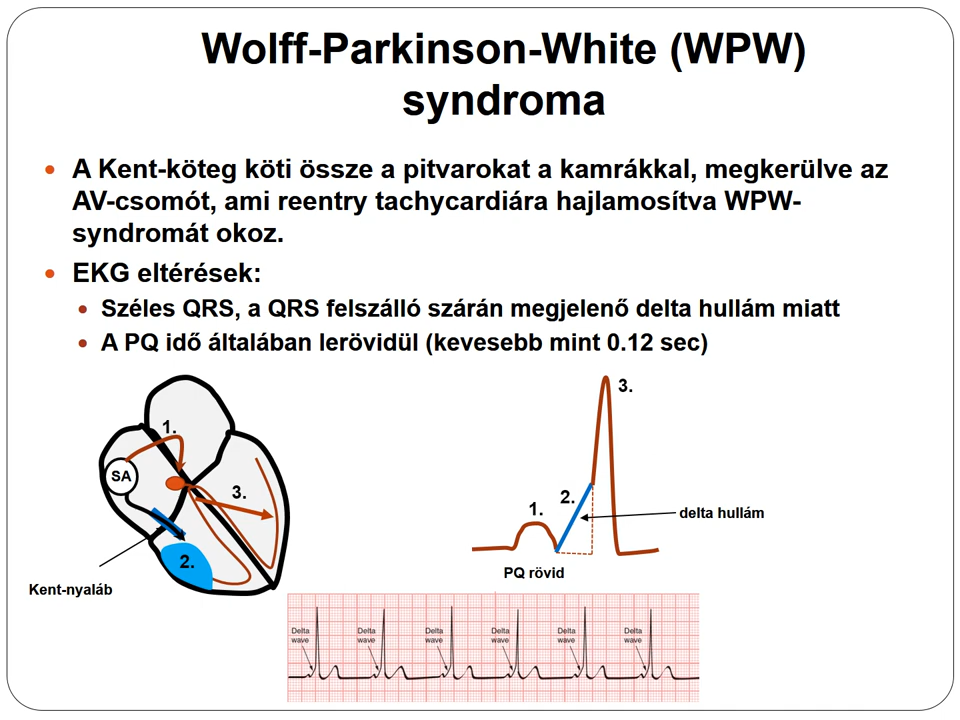 Wolff-Parkinson-White (WPW)
syndroma
A Kent-köteg köti össze a pitvarokat a kamrákkal, megkerülve az
AV-csomót, ami reentry tachycardiára hajlamosítva WPW-
syndromát okoz.
EKG eltérések:
Széles QRS, a QRS felszálló szárán megjelenő delta hullám miatt
A PQ idő általában lerövidül (kevesebb mint 0.12 sec)
1.
SA
3.
2.
Kent-nyaláb
3.
2.
1.
delta hullám
PQ rövid
Delta
wave
Delta
wave
Delta
wave
Delta
wave
Delta
wave
Delta
wave